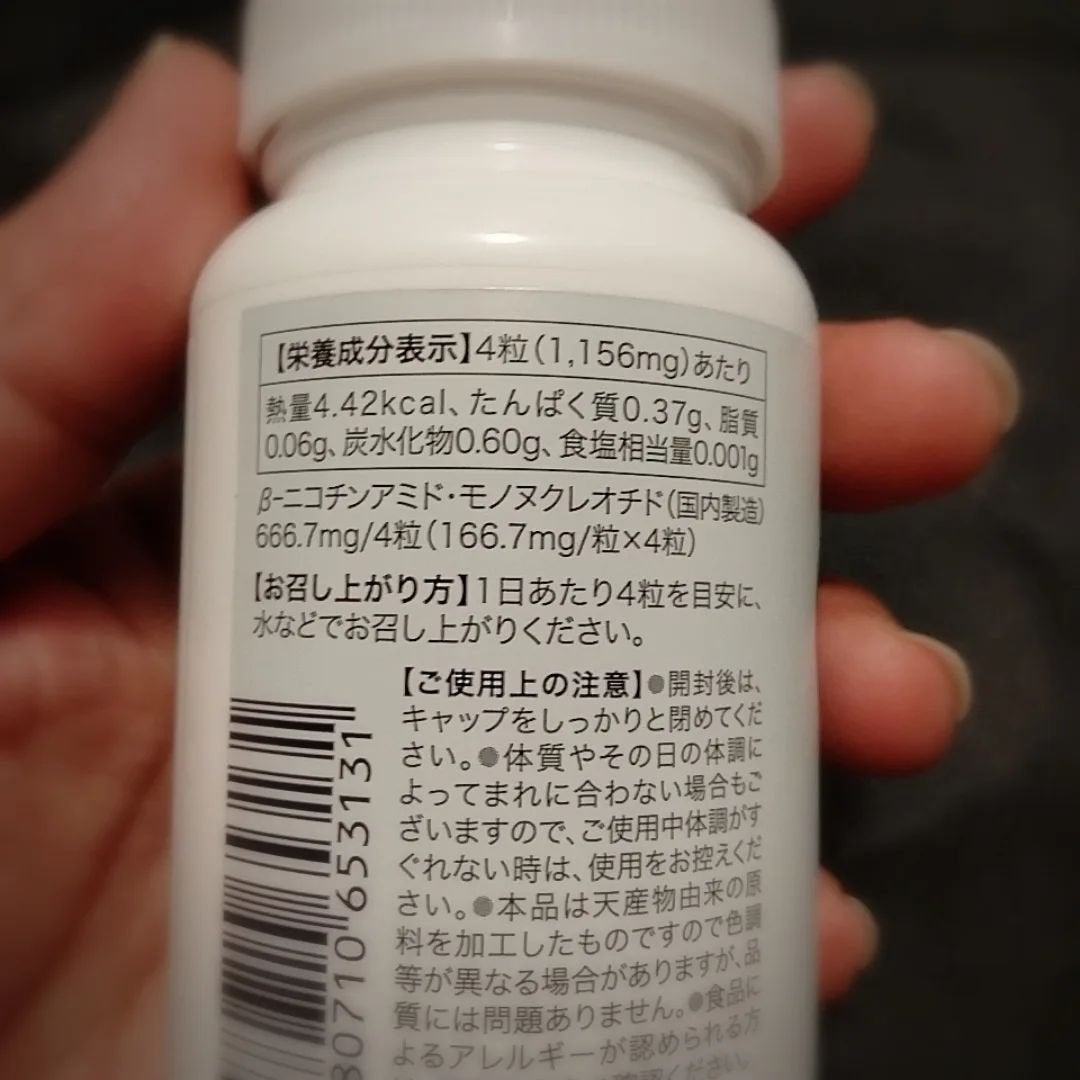 【栄養成分表示】4粒(1,156mg)あたり
熱量4.42kcal、たんぱく質0.37g、脂質
0.06g、炭水化物0.60g、食塩相当量0.001g
β-ニコチンアミド・モノヌクレオチド(国内製造)
666.7mg/4粒(166.7mg/粒×4粒)
【お召し上がり方】1日あたり4粒を目安に、
水などでお召し上がりください。
【ご使用上の注意】●開封後は、
キャップをしっかりと閉めてくだ
さい。●体質やその日の体調に
よってまれに合わない場合もご
ざいますので、ご使用中体調がす
ぐれない時は、使用をお控えくだ
さい。●本品は天産物由来の原
料を加工したものですので色調
等が異なる場合がありますが、品
質には問題ありません。●食品に
よるアレルギーが認められる方
ください。
80710653131